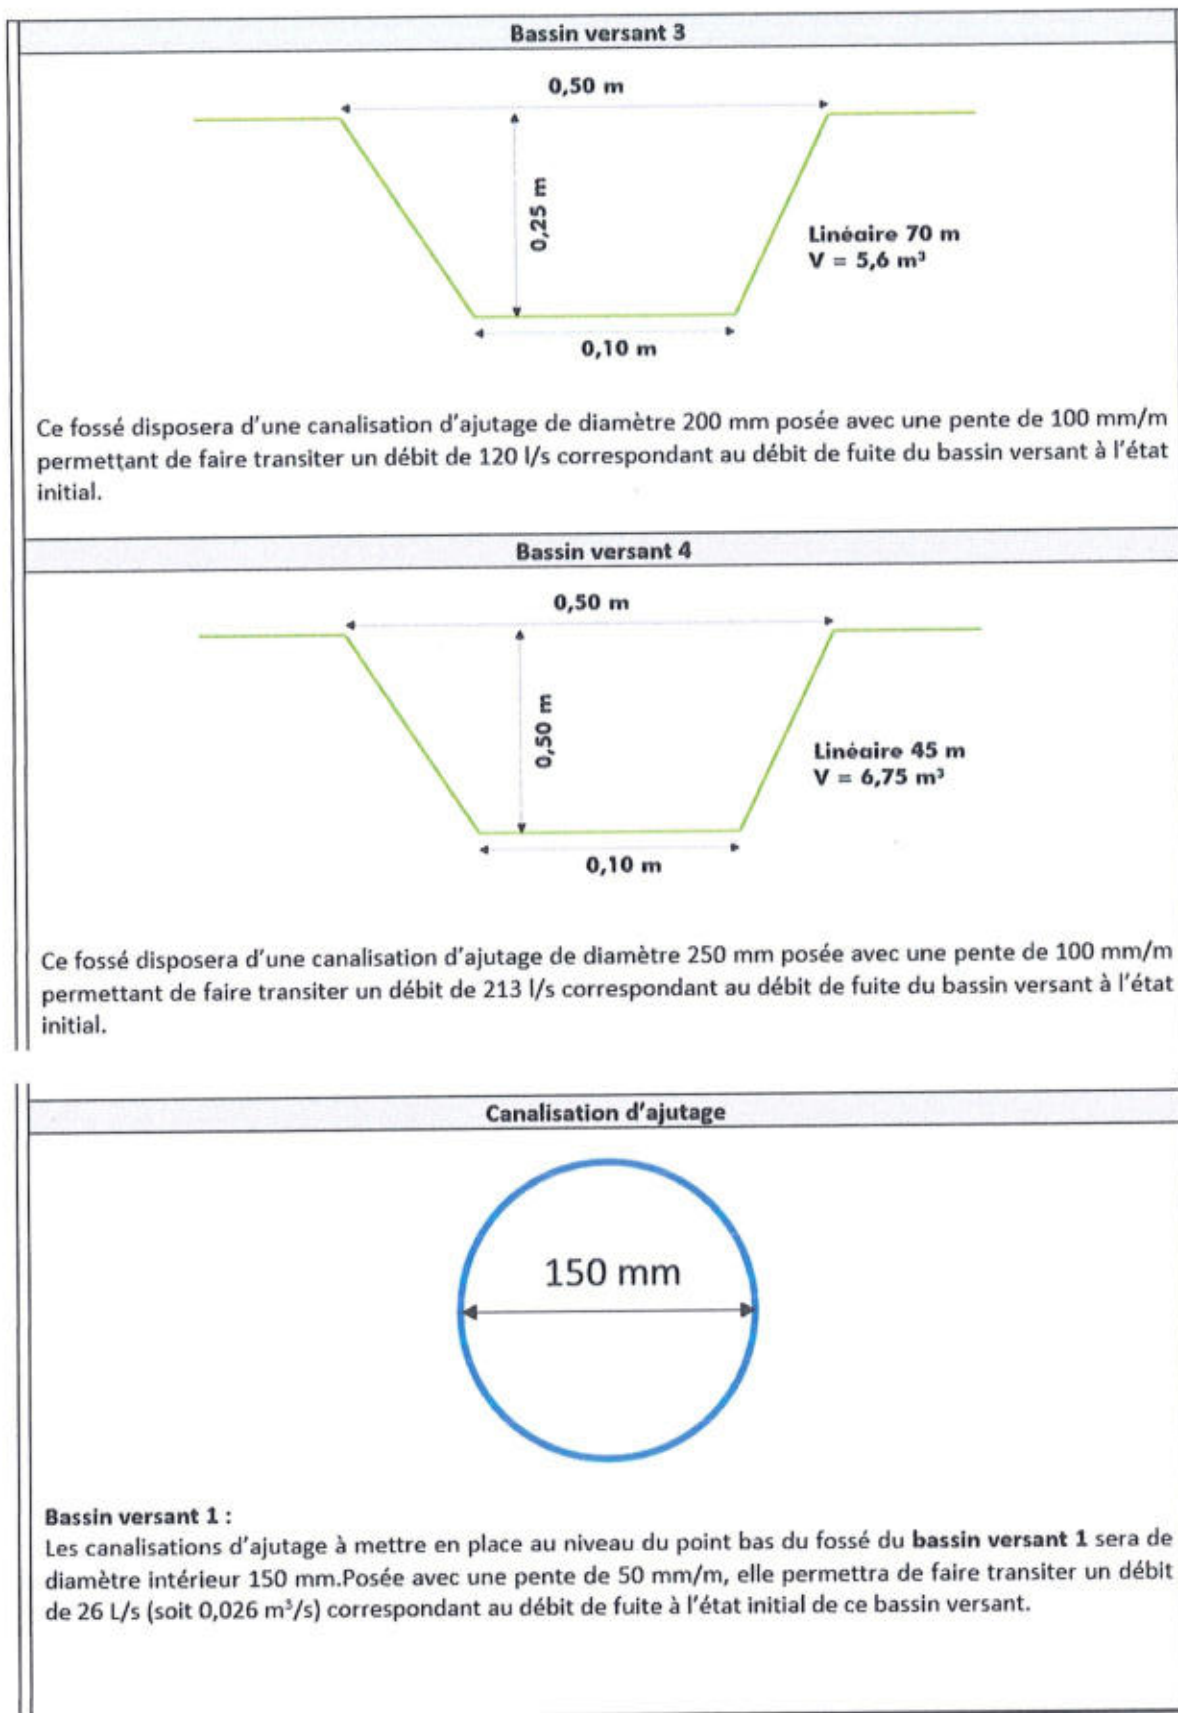 Bassin versant 3
0,50 m
0,25 m
Linéaire 70 m
V = 5,6 m³
0,10 m
Ce fossé disposera d'une canalisation d'ajutage de diamètre 200 mm posée avec une pente de 100 mm/m
permettant de faire transiter un débit de 120 l/s correspondant au débit de fuite du bassin versant à l'état
initial.
Bassin versant 4
0,50 m
0,50 m
Linéaire 45 m
V = 6,75 m³
0,10 m
Ce fossé disposera d'une canalisation d'ajutage de diamètre 250 mm posée avec une pente de 100 mm/m
permettant de faire transiter un débit de 213 l/s correspondant au débit de fuite du bassin versant à l'état
initial.
Canalisation d'ajutage
150 mm
Bassin versant 1 :
Les canalisations d'ajutage à mettre en place au niveau du point bas du fossé du bassin versant 1 sera de
diamètre intérieur 150 mm.Posée avec une pente de 50 mm/m, elle permettra de faire transiter un débit
de 26 L/s (soit 0,026 m³/s) correspondant au débit de fuite à l'état initial de ce bassin versant.